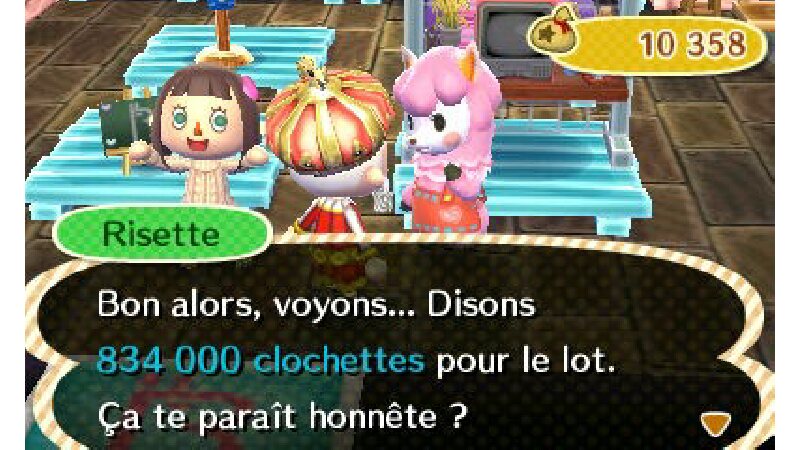 10 358
Risette
Bon alors, voyons... Disons
834 000 clochettes pour le lot.
Ça te paraît honnête ?